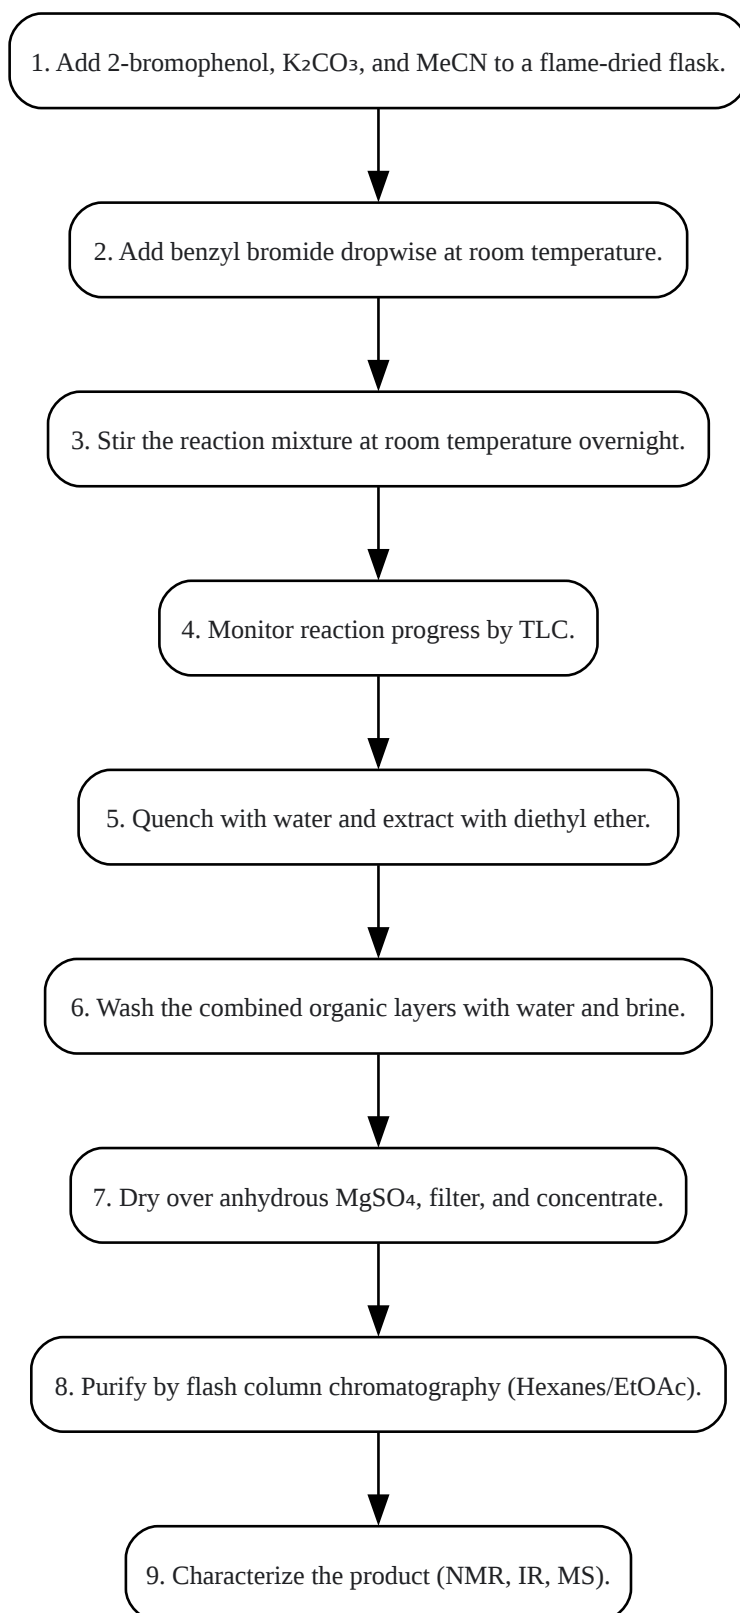 1. Add 2-bromophenol, K₂CO₃, and MeCN to a flame-dried flask.
2. Add benzyl bromide dropwise at room temperature.
3. Stir the reaction mixture at room temperature overnight.
4. Monitor reaction progress by TLC.
5. Quench with water and extract with diethyl ether.
6. Wash the combined organic layers with water and brine.
7. Dry over anhydrous MgSO₄, filter, and concentrate.
8. Purify by flash column chromatography (Hexanes/EtOAc).
9. Characterize the product (NMR, IR, MS).